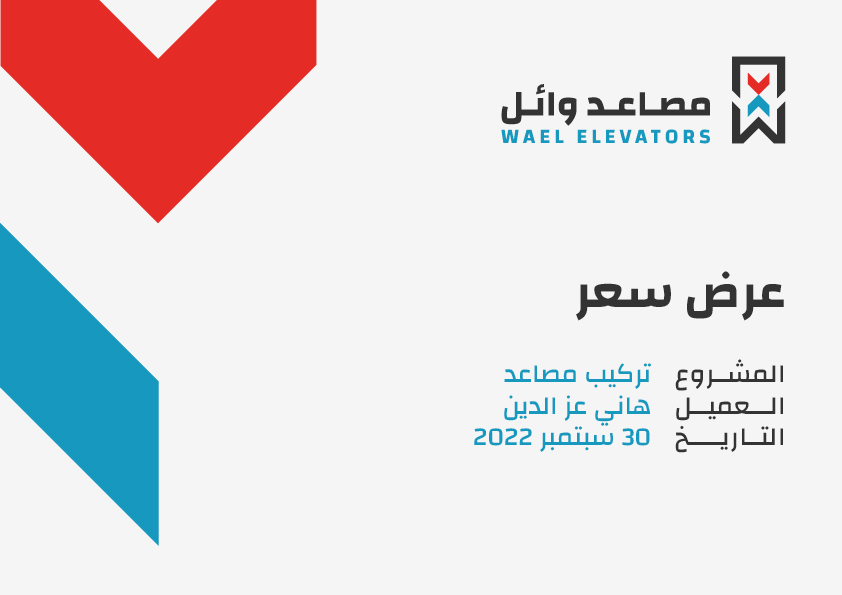 مصاعد وائل
WAEL ELEVATORS
عرض سعر
المشروع تركيب مصاعد
العميل هاني عز الدين
التاريخ 30 سبتمبر 2022